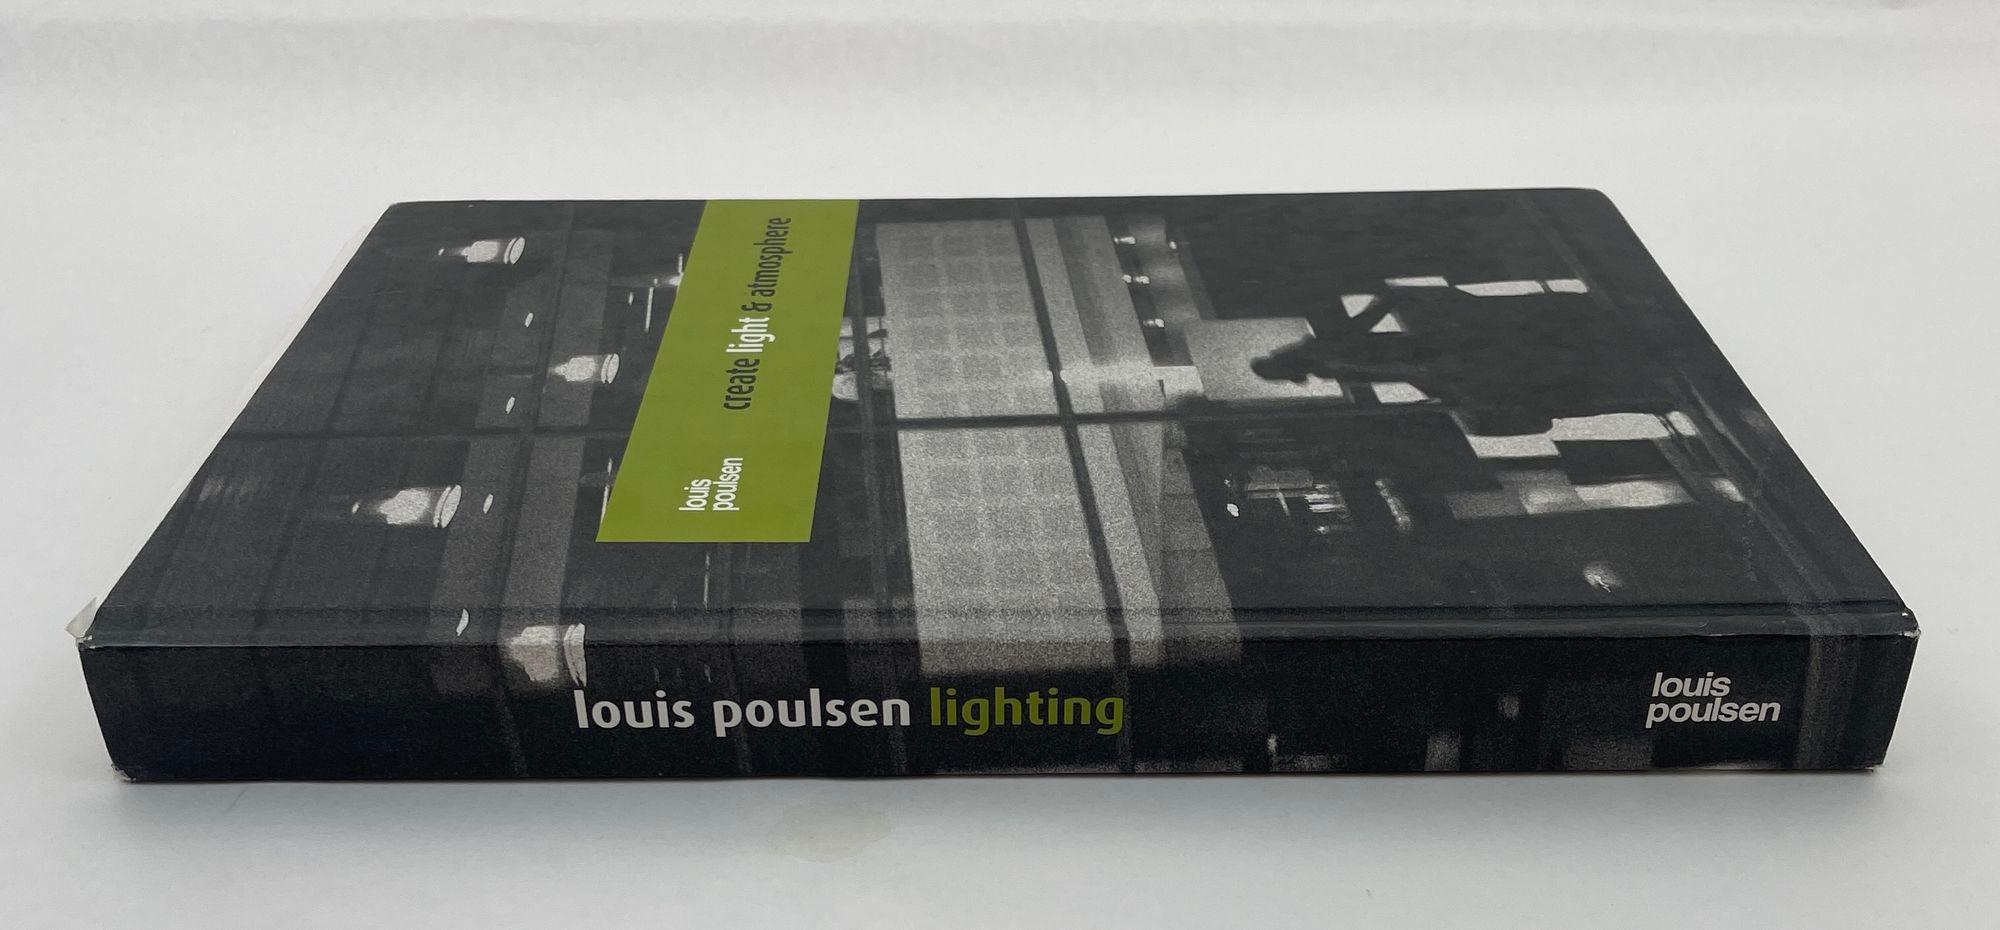 louis
poulsen
create light & atmosphere
louis poulsen lighting
louis
poulsen